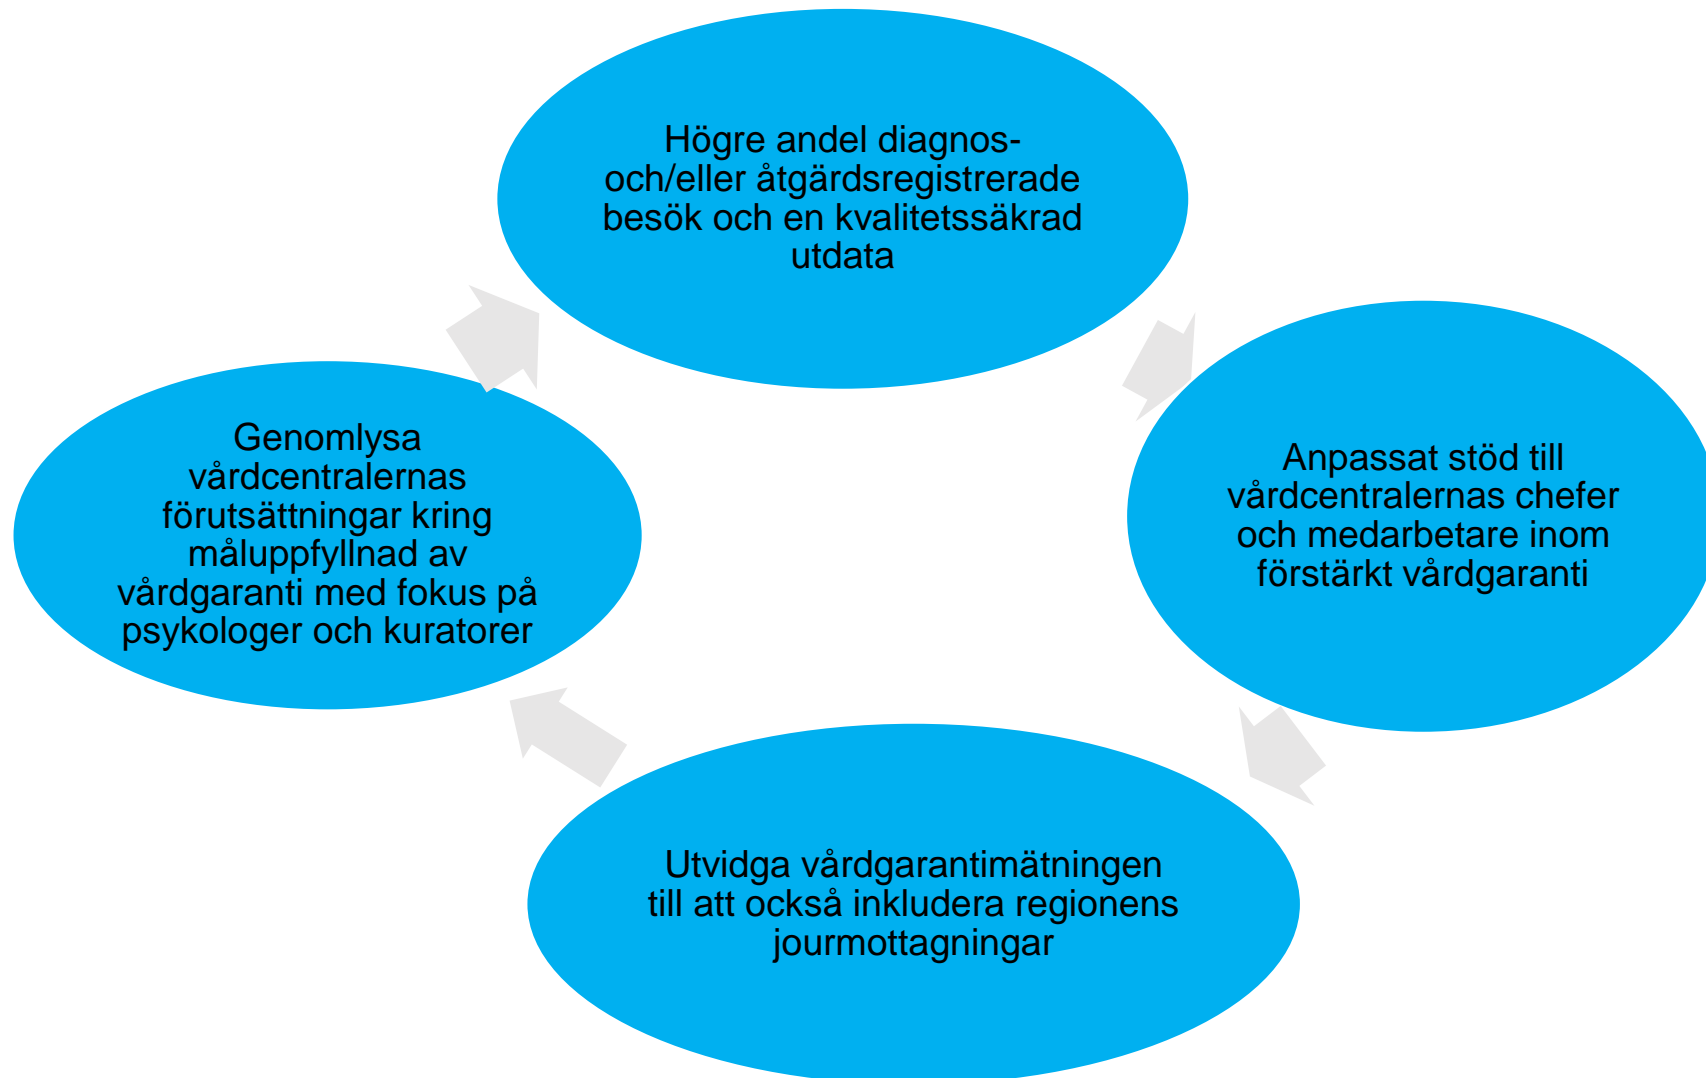 Högre andel diagnos-
och/eller åtgärdsregistrerade
besök och en kvalitetssäkrad
utdata
Anpassat stöd till
vårdcentralernas chefer
och medarbetare inom
förstärkt vårdgaranti
Utvidga vårdgarantimätningen
till att också inkludera regionens
jourmottagningar
Genomlysa
vårdcentralernas
förutsättningar kring
måluppfyllnad av
vårdgaranti med fokus på
psykologer och kuratorer